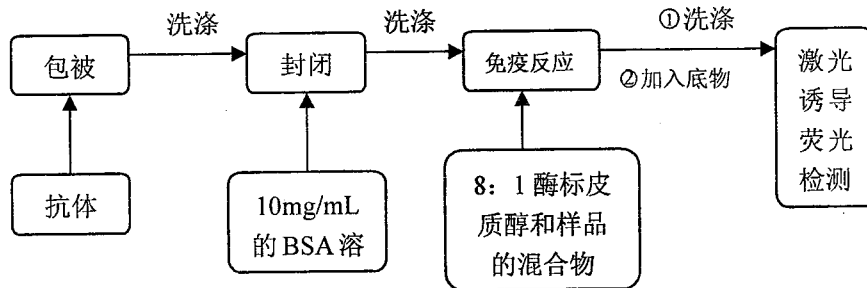 洗涤
洗涤
①洗涤
包被
封闭
免疫反应
②加入底物
激光
诱导
荧光
检测
抗体
10mg/mL
的BSA溶
8：1酶标皮
质醇和样品
的混合物